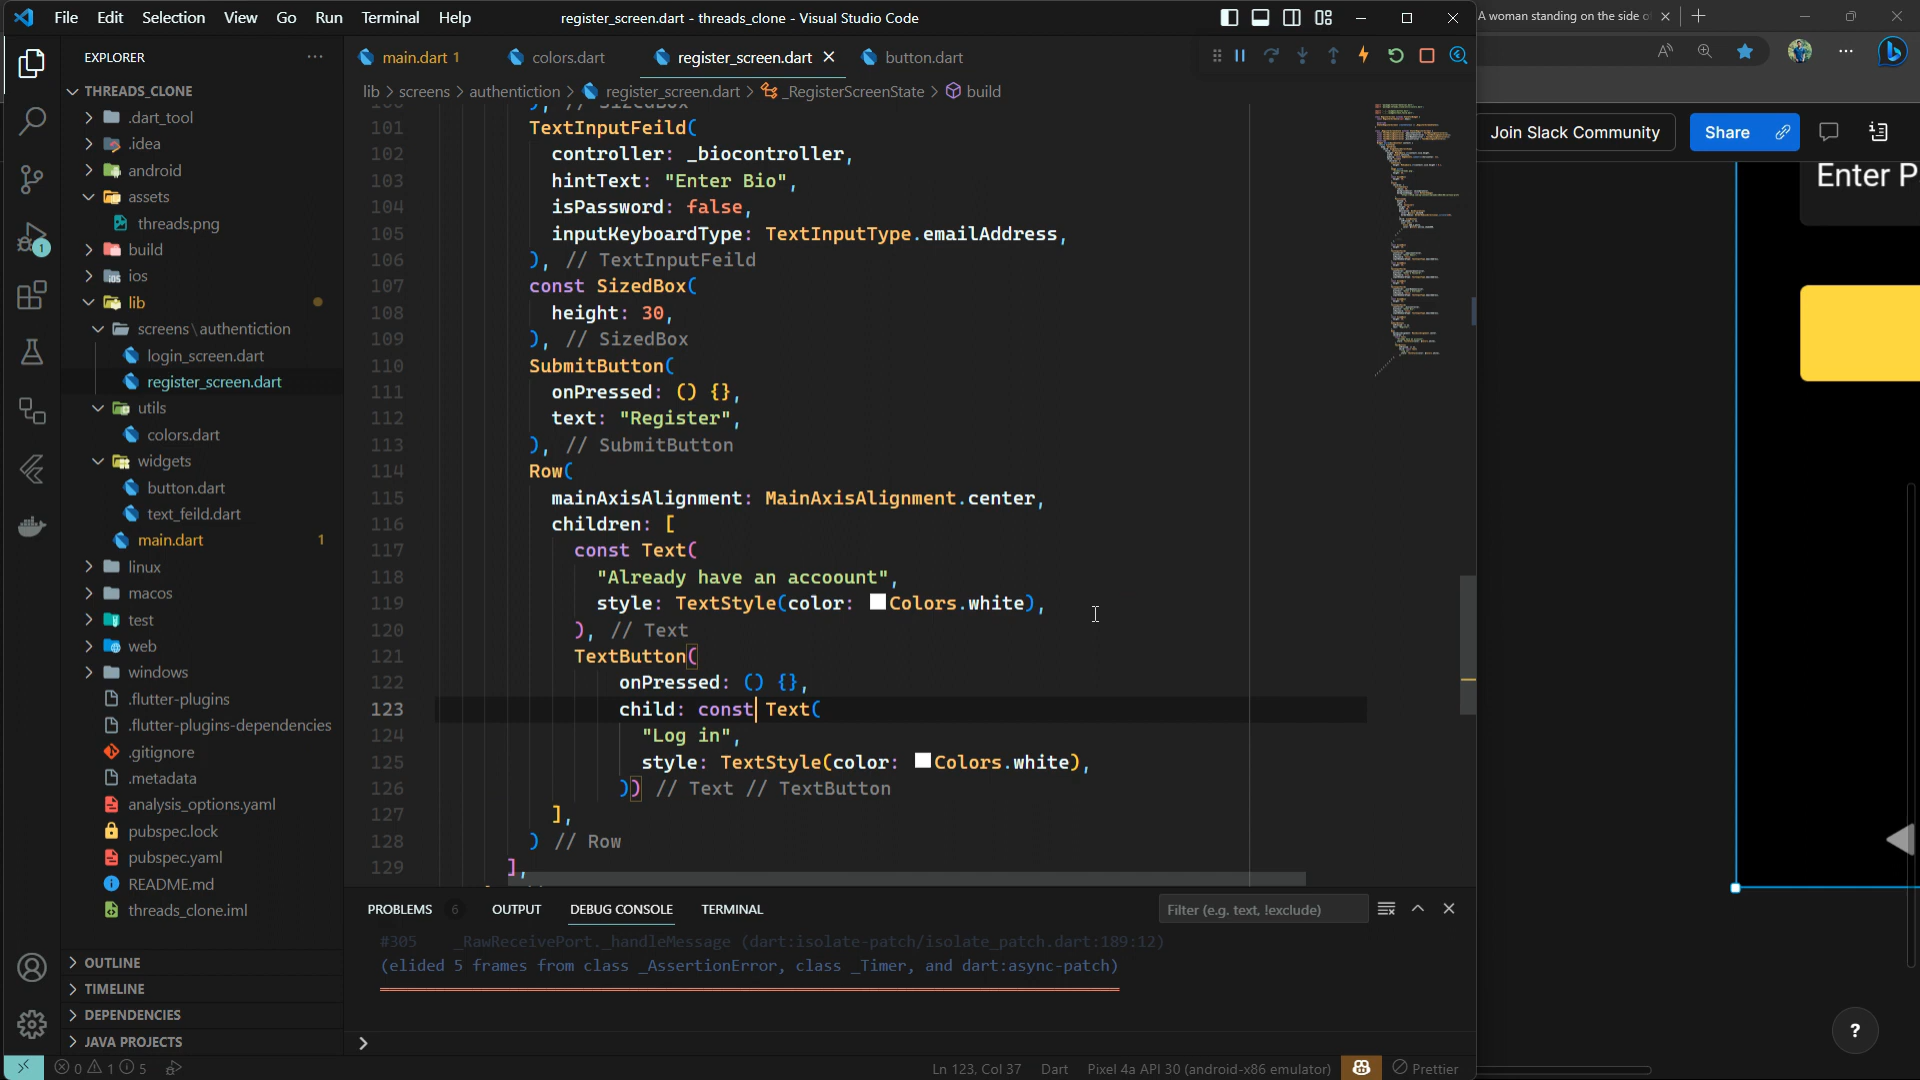 File Edit Selection View Go Run Terminal Help
register_screen.dart - threads_clone - Visual Studio Code
A woman standing on the side o
EXPLORER
THREADS_CLONE
.dart_tool
.idea
android
assets
threads.png
build
ios
lib
screens\authentiction
login_screen.dart
register_screen.dart
utils
colors.dart
widgets
button.dart
text_feild.dart
main.dart 1
linux
macos
test
web
windows
.flutter-plugins
.flutter-plugins-dependencies
.gitignore
.metadata
analysis_options.yaml
pubspec.lock
pubspec.yaml
README.md
threads_clone.iml
OUTLINE
TIMELINE
DEPENDENCIES
JAVA PROJECTS
main.dart 1 colors.dart register_screen.dart button.dart
lib > screens > authentiction > register_screen.dart > _RegisterScreenState > build
100 ), // SizedBox
101 TextInputFeild(
102 controller: _biocontroller,
103 hintText: "Enter Bio",
104 isPassword: false,
105 inputKeyboardType: TextInputType.emailAddress,
106 ), // TextInputFeild
107 const SizedBox(
108 height: 30,
109 ), // SizedBox
110 SubmitButton(
111 onPressed: () {},
112 text: "Register",
113 ), // SubmitButton
114 Row(
115 mainAxisAlignment: MainAxisAlignment.center,
116 children: [
117 const Text(
118 "Already have an accoount",
119 style: TextStyle(color: Colors.white),
120 ), // Text
121 TextButton(
122 onPressed: () {},
123 child: const Text(
124 "Log in",
125 style: TextStyle(color: Colors.white),
126 )) // Text // TextButton
127 ],
128 ) // Row
129 ],
PROBLEMS 6 OUTPUT DEBUG CONSOLE TERMINAL
Filter (e.g. text, !exclude)
#305 _RawReceivePort._handleMessage (dart:isolate-patch/isolate_patch.dart:189:12)
(elided 5 frames from class _AssertionError, class _Timer, and dart:async-patch)
0 1 5
Ln 123, Col 37 Dart Pixel 4a API 30 (android-x86 emulator) Prettier
Join Slack Community
Share
Enter P
?
1